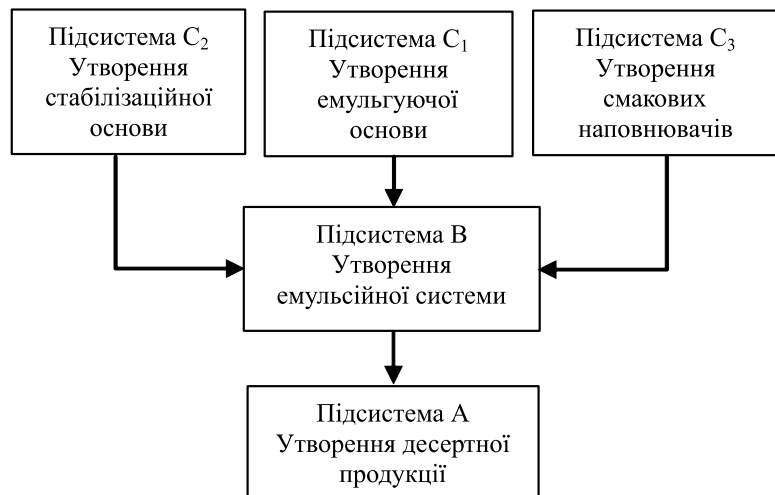 Підсистема С₂
Утворення
стабілізаційної
основи
Підсистема С₁
Утворення
емульгуючої
основи
Підсистема С₃
Утворення
смакових
наповнювачів
Підсистема В
Утворення
емульсійної системи
Підсистема А
Утворення десертної
продукції